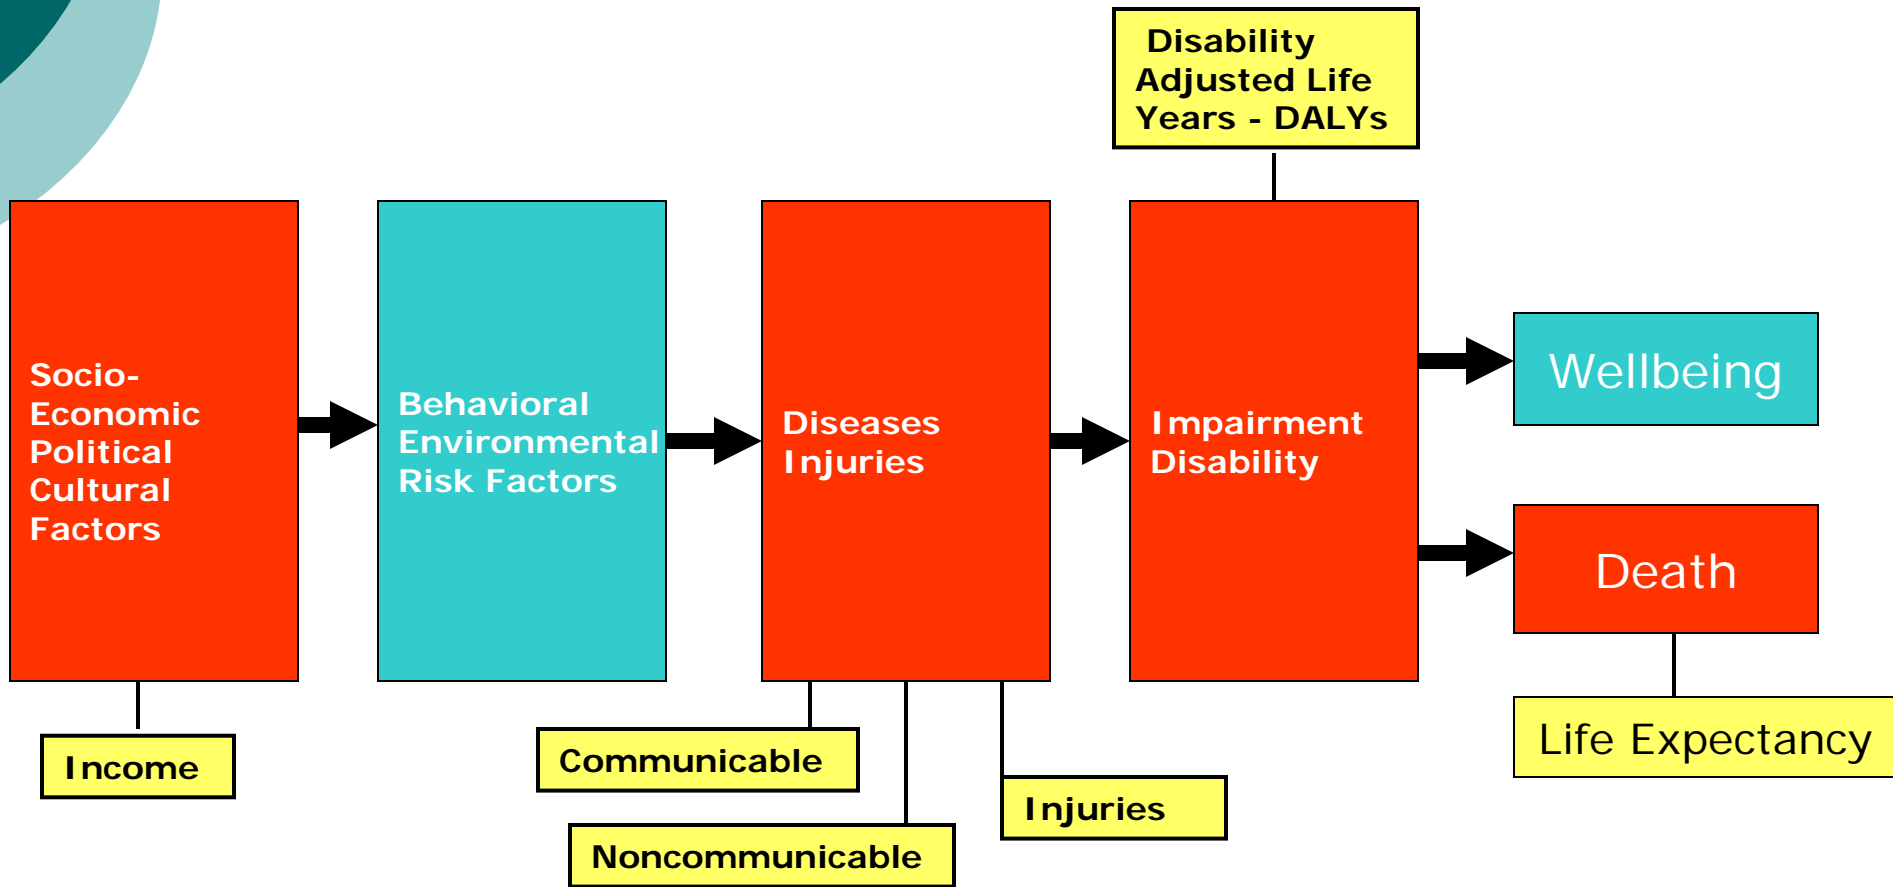 Disability
Adjusted Life
Years - DALYs
Socio-
Economic
Political
Cultural
Factors
Behavioral
Environmental
Risk Factors
Diseases
Injuries
Impairment
Disability
Wellbeing
Death
Income
Communicable
Noncommunicable
Injuries
Life Expectancy